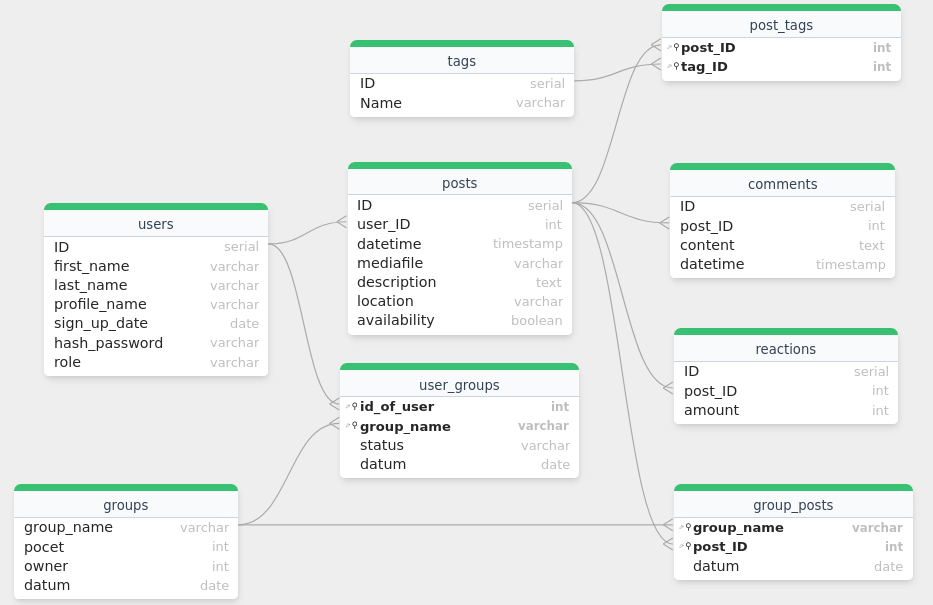 post_tags
post_ID int
tag_ID int
tags
ID serial
Name varchar
posts
ID serial
user_ID int
datetime timestamp
mediafile varchar
description text
location varchar
availability boolean
comments
ID serial
post_ID int
content text
datetime timestamp
users
ID serial
first_name varchar
last_name varchar
profile_name varchar
sign_up_date date
hash_password varchar
role varchar
reactions
ID serial
post_ID int
amount int
user_groups
id_of_user int
group_name varchar
status varchar
datum date
groups
group_name varchar
pocet int
owner int
datum date
group_posts
group_name varchar
post_ID int
datum date